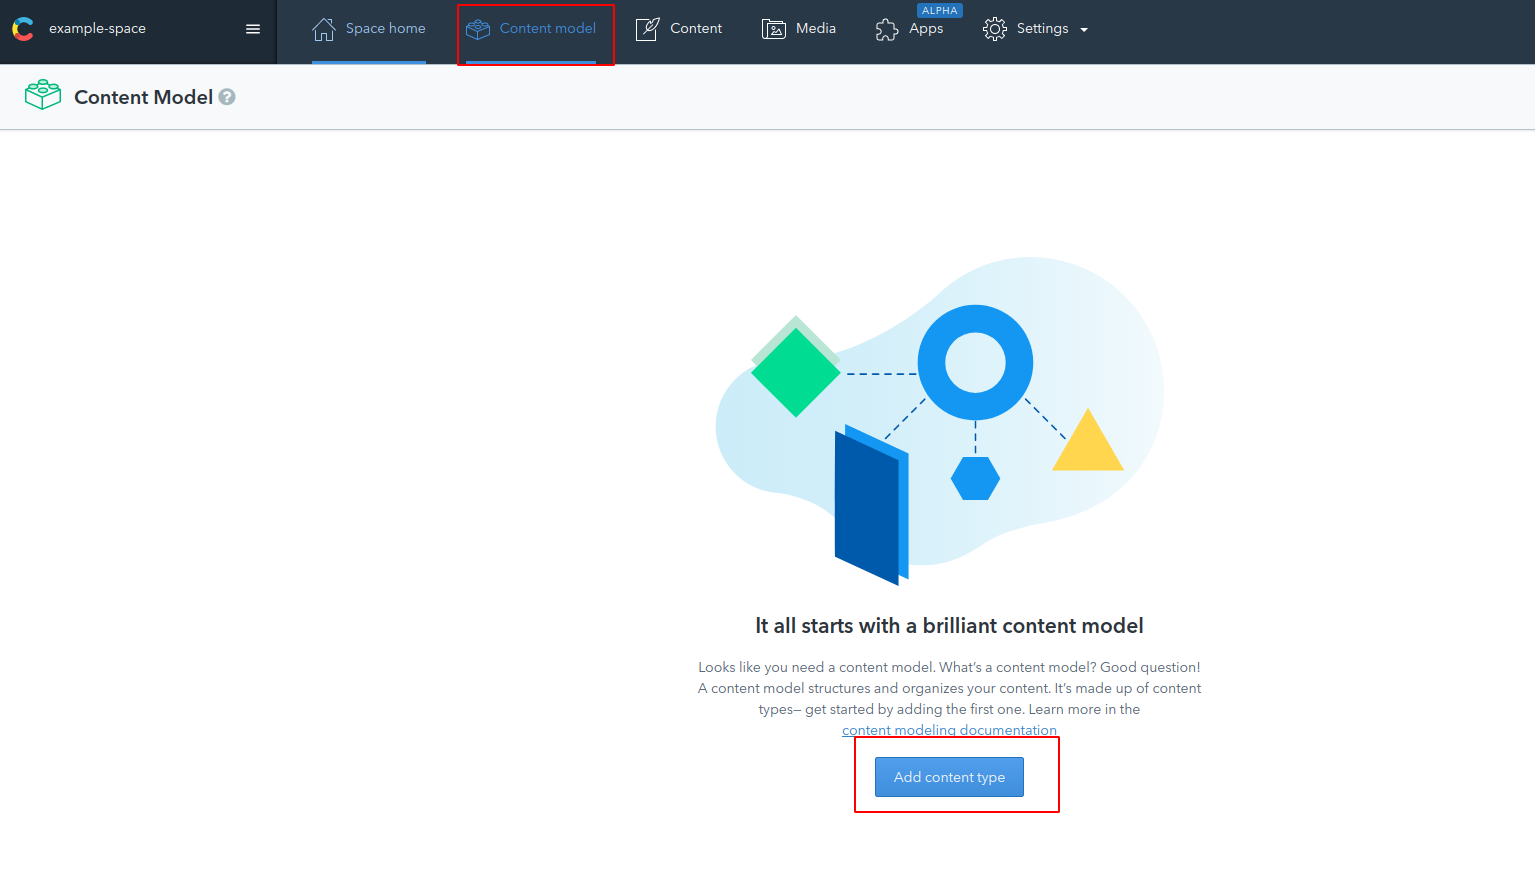 example-space
Space home
Content model
Content
Media
ALPHA
Apps
Settings
Content Model ?
It all starts with a brilliant content model
Looks like you need a content model. What’s a content model? Good question!
A content model structures and organizes your content. It’s made up of content
types— get started by adding the first one. Learn more in the
content modeling documentation
Add content type